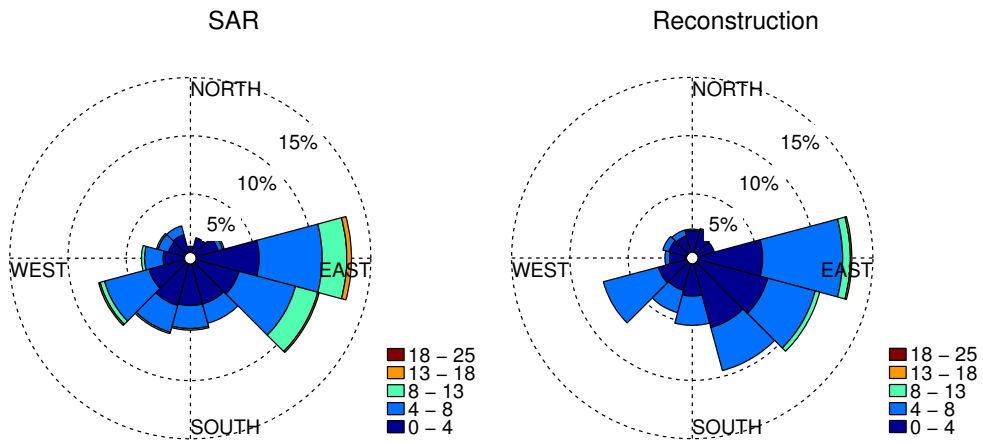 SAR
NORTH
15%
10%
5%
WEST
EAST
SOUTH
18 − 25
13 − 18
8 − 13
4 − 8
0 − 4
Reconstruction
NORTH
15%
10%
5%
WEST
EAST
SOUTH
18 − 25
13 − 18
8 − 13
4 − 8
0 − 4